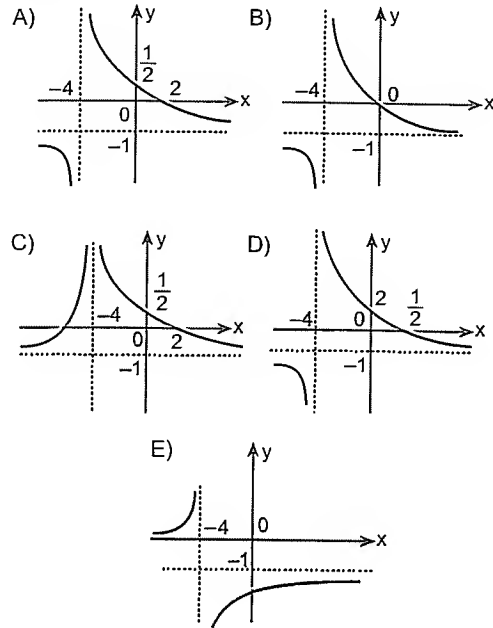 A) y B) y
1/2
–4 2 –4 0
x x
0
–1 –1
C) y D) y
1/2 2 1/2
–4 x –4 0 x
0 2
–1 –1
E) y
–4 0
x
–1